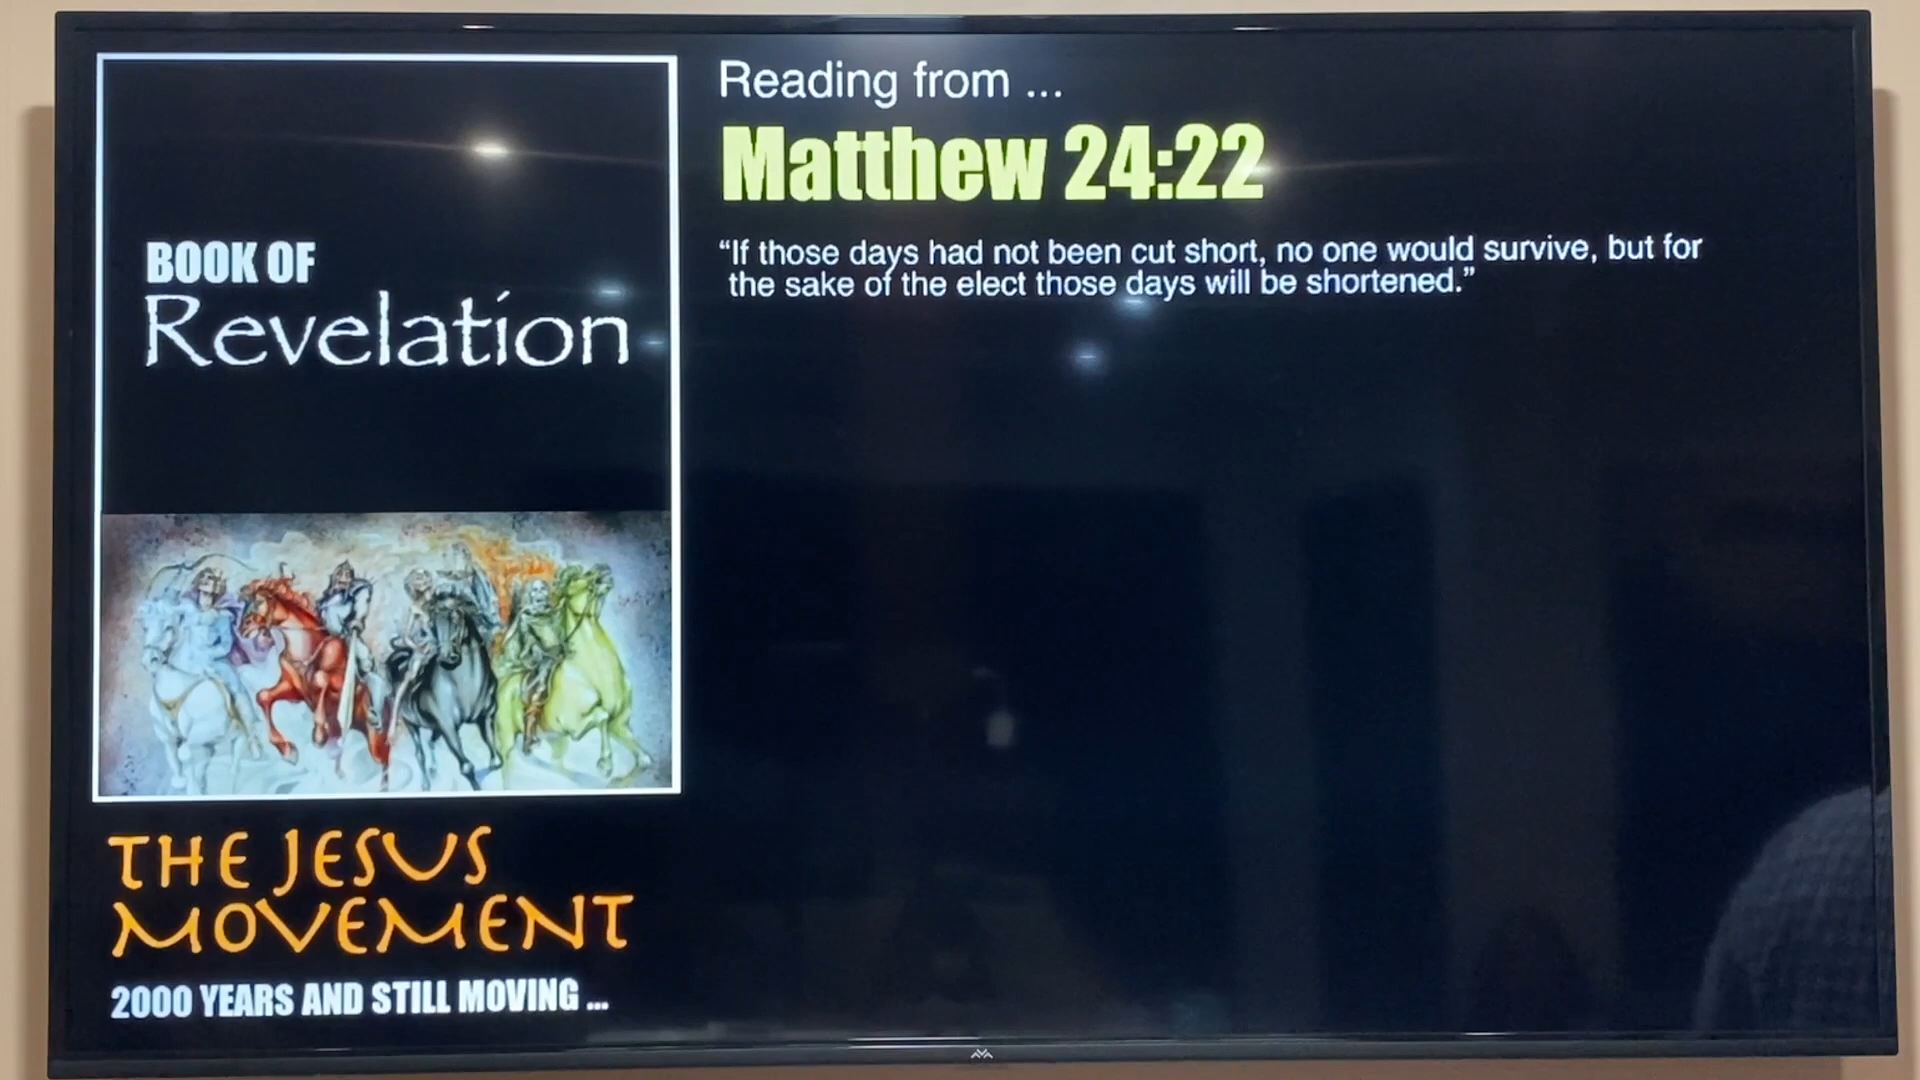 BOOK OF
Revelation
THE JESUS
MOVEMENT
2000 YEARS AND STILL MOVING ...
Reading from ...
Matthew 24:22
“If those days had not been cut short, no one would survive, but for
the sake of the elect those days will be shortened.”